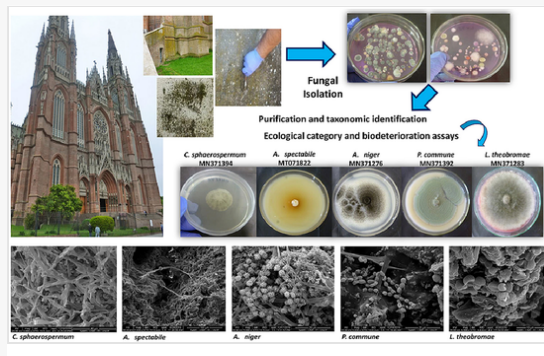 Fungal
Isolation
Purification and taxonomic identification
Ecological category and biodeterioration assays
C. sphaerospermum
MN371394
A. spectabile
MT071822
A. niger
MN371276
P. commune
MN371392
L. theobromae
MN371283
C. sphaerospermum
A. spectabile
A. niger
P. commune
L. theobromae